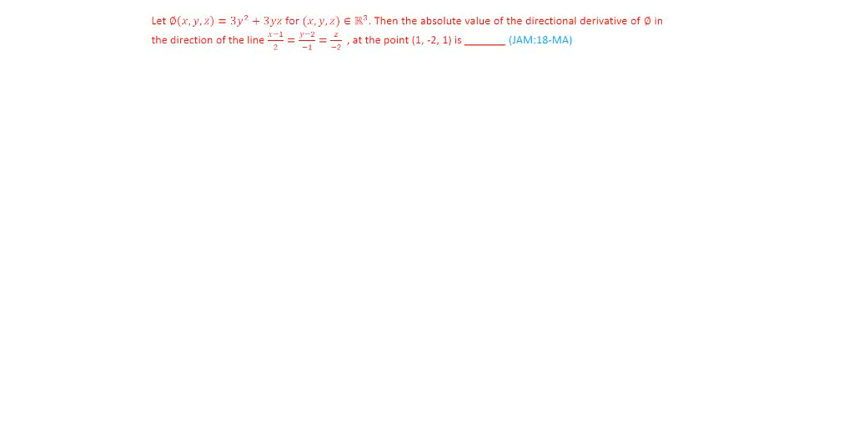 Let Ø(x, y, z) = 3y² + 3yz for (x, y, z) ∈ ℝ³. Then the absolute value of the directional derivative of Ø in
the direction of the line (x−1)/2 = (y−2)/−1 = z/−2 , at the point (1, -2, 1) is _______ (JAM:18-MA)